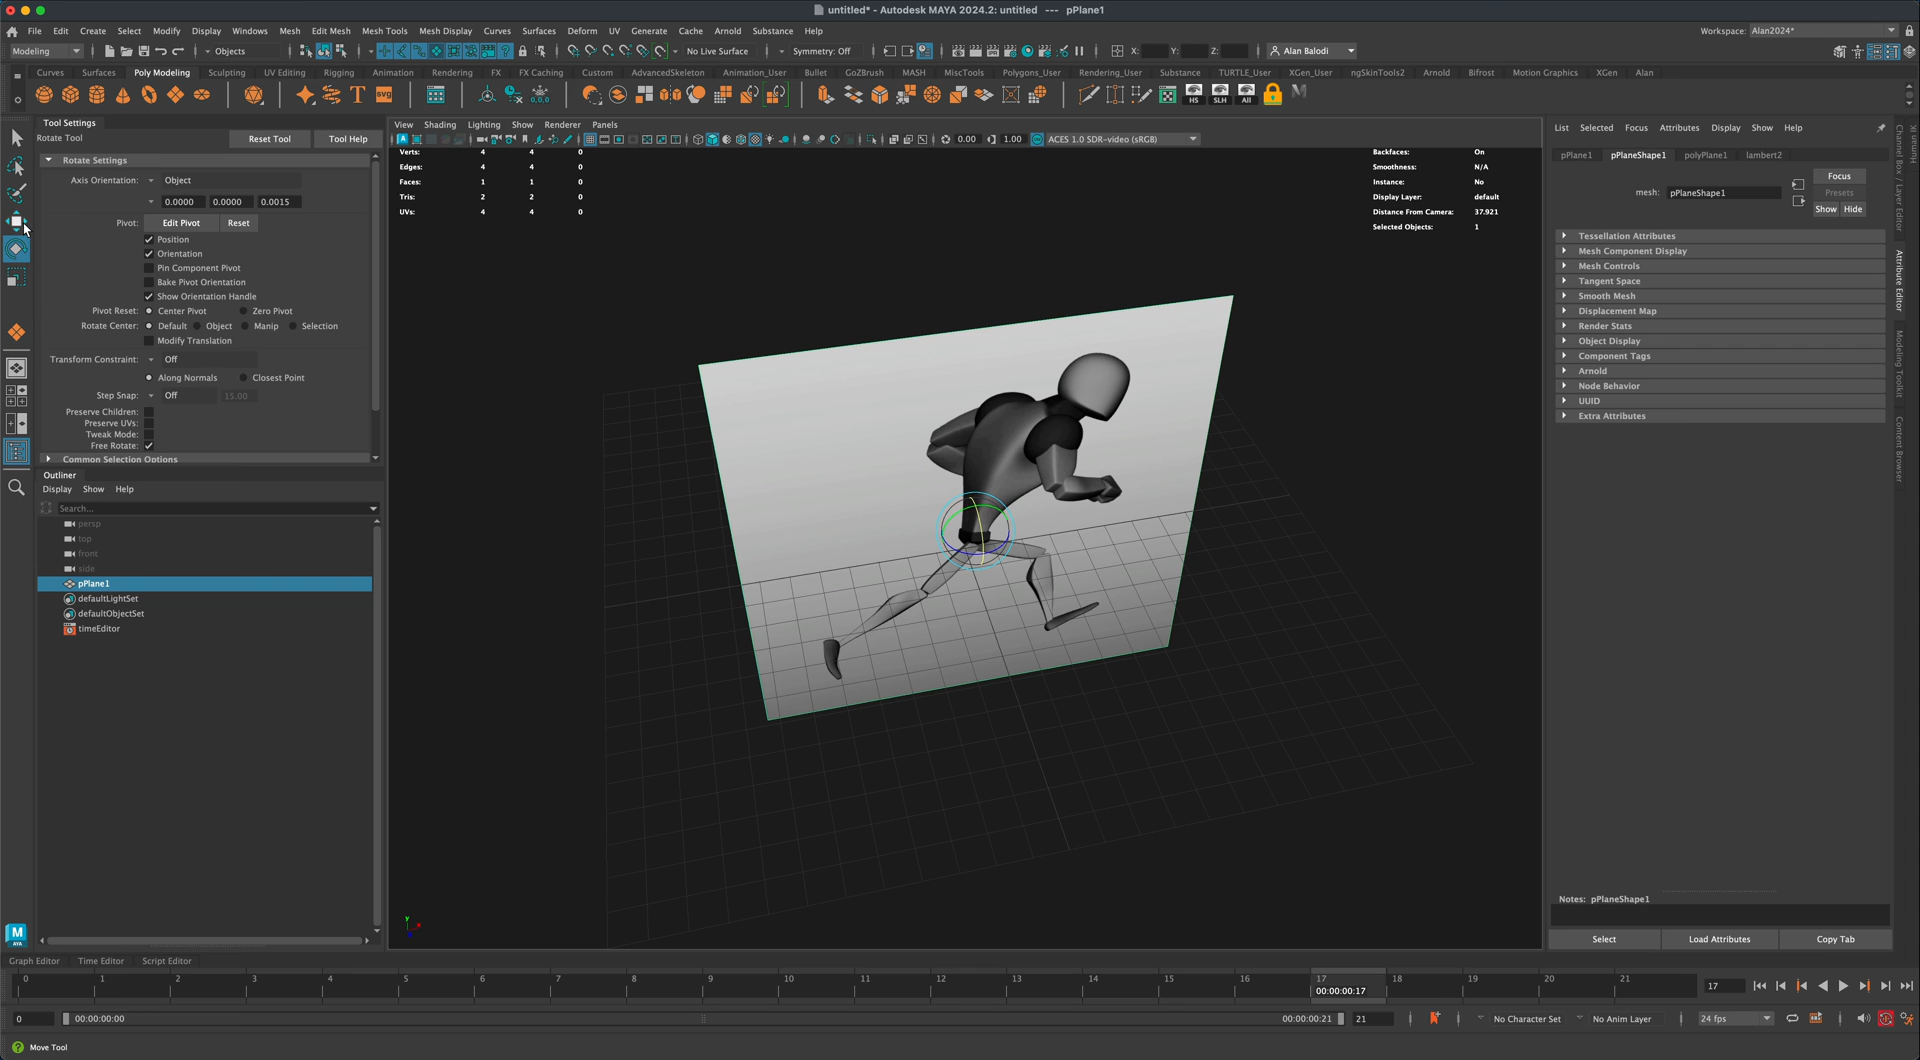 untitled* - Autodesk MAYA 2024.2: untitled --- pPlane1
File Edit Create Select Modify Display Windows Mesh Edit Mesh Mesh Tools Mesh Display Curves Surfaces Deform UV Generate Cache Arnold Substance Help
Workspace: Alan2024*
Modeling Objects No Live Surface Symmetry: Off X: Y: Z: Alan Balodi
Curves Surfaces Poly Modeling Sculpting UV Editing Rigging Animation Rendering FX FX Caching Custom AdvancedSkeleton Animation_User Bullet GoZBrush MASH MiscTools Polygons_User Rendering_User Substance TURTLE_User XGen_User ngSkinTools2 Arnold Bifrost Motion Graphics XGen Alan
SVG HS SLH All
Tool Settings
Rotate Tool Reset Tool Tool Help
Rotate Settings
Axis Orientation: Object
0.0000 0.0000 0.0015
Pivot: Edit Pivot Reset
Position
Orientation
Pin Component Pivot
Bake Pivot Orientation
Show Orientation Handle
Pivot Reset: Center Pivot Zero Pivot
Rotate Center: Default Object Manip Selection
Modify Translation
Transform Constraint: Off
Along Normals Closest Point
Step Snap: Off 15.00
Preserve Children:
Preserve UVs:
Tweak Mode:
Free Rotate:
Common Selection Options
Outliner
Display Show Help
Search...
persp
top
front
side
pPlane1
defaultLightSet
defaultObjectSet
timeEditor
View Shading Lighting Show Renderer Panels
0.00 1.00 ACES 1.0 SDR-video (sRGB)
Verts: 4 4 0
Edges: 4 4 0
Faces: 1 1 0
Tris: 2 2 0
UVs: 4 4 0
Backfaces: On
Smoothness: N/A
Instance: No
Display Layer: default
Distance From Camera: 37.921
Selected Objects: 1
List Selected Focus Attributes Display Show Help
pPlane1 pPlaneShape1 polyPlane1 lambert2
mesh: pPlaneShape1
Focus
Presets
Show Hide
Tessellation Attributes
Mesh Component Display
Mesh Controls
Tangent Space
Smooth Mesh
Displacement Map
Render Stats
Object Display
Component Tags
Arnold
Node Behavior
UUID
Extra Attributes
Notes: pPlaneShape1
Select Load Attributes Copy Tab
Channel Box / Layer Editor
Attribute Editor
Modeling Toolkit
Content Browser
Human IK
Graph Editor Time Editor Script Editor
0 1 2 3 4 5 6 7 8 9 10 11 12 13 14 15 16 17 18 19 20 21
00:00:00:17
17
0 00:00:00:00 00:00:00:21 21 No Character Set No Anim Layer 24 fps
Move Tool